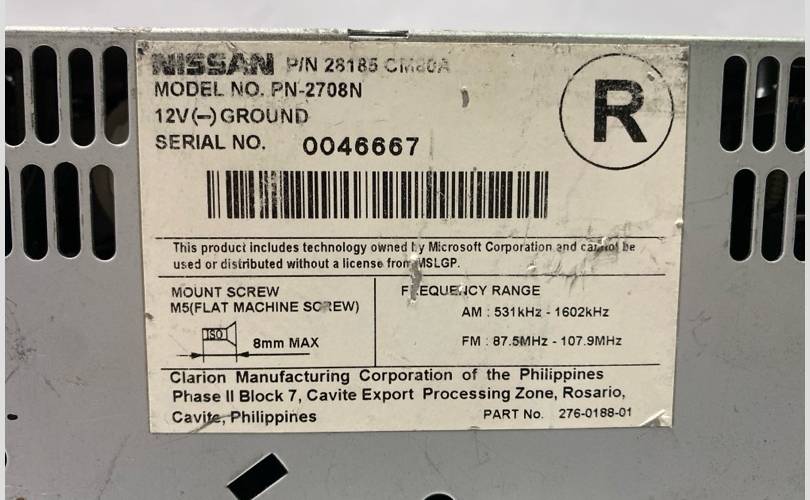 NISSAN P/N 28185 CM80A
R
MODEL NO. PN-2708N
12V(–)GROUND
SERIAL NO. 0046667
This product includes technology owned by Microsoft Corporation and cannot be
used or distributed without a license from MSLGP.
MOUNT SCREW
M5(FLAT MACHINE SCREW)
ISO
8mm MAX
FREQUENCY RANGE
AM : 531kHz - 1602kHz
FM : 87.5MHz - 107.9MHz
Clarion Manufacturing Corporation of the Philippines
Phase II Block 7, Cavite Export Processing Zone, Rosario,
Cavite, Philippines
PART No. 276-0188-01